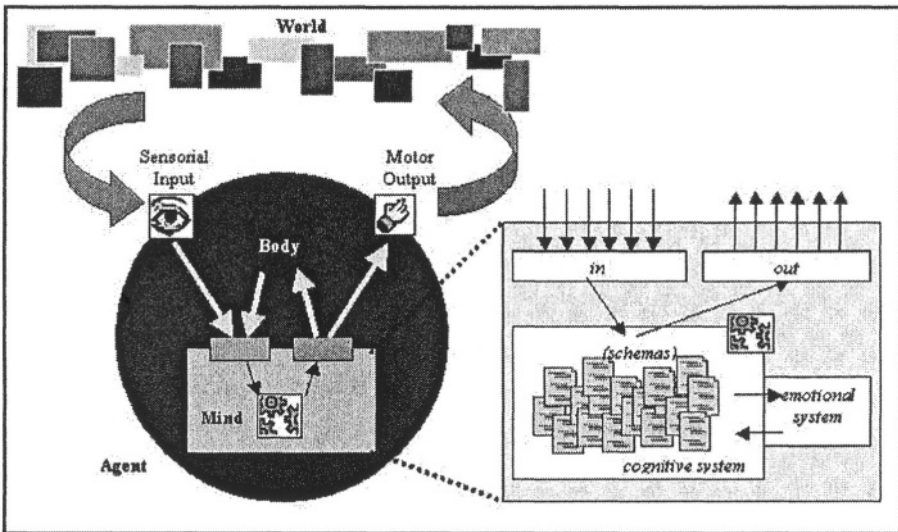 World
Sensorial
Input
Motor
Output
Body
Mind
Agent
in
out
(schemas)
emotional
system
cognitive system